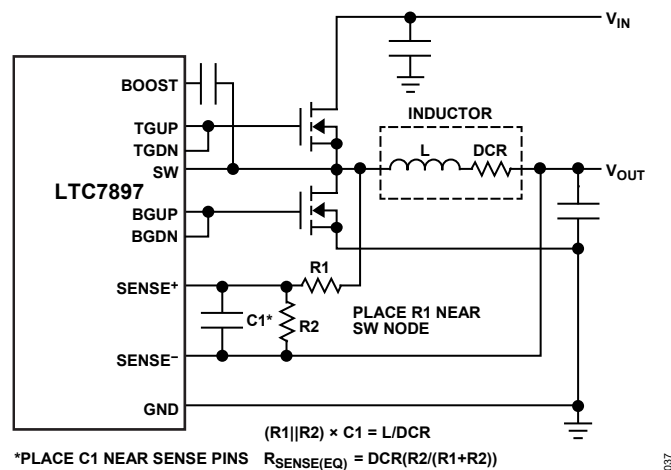 V_IN
BOOST
INDUCTOR
TGUP
TGDN
L
DCR
SW
V_OUT
LTC7897
BGUP
BGDN
R1
SENSE⁺
C1*
R2
PLACE R1 NEAR
SW NODE
SENSE⁻
GND
(R1||R2) × C1 = L/DCR
*PLACE C1 NEAR SENSE PINS R_SENSE(EQ) = DCR(R2/(R1+R2))
037